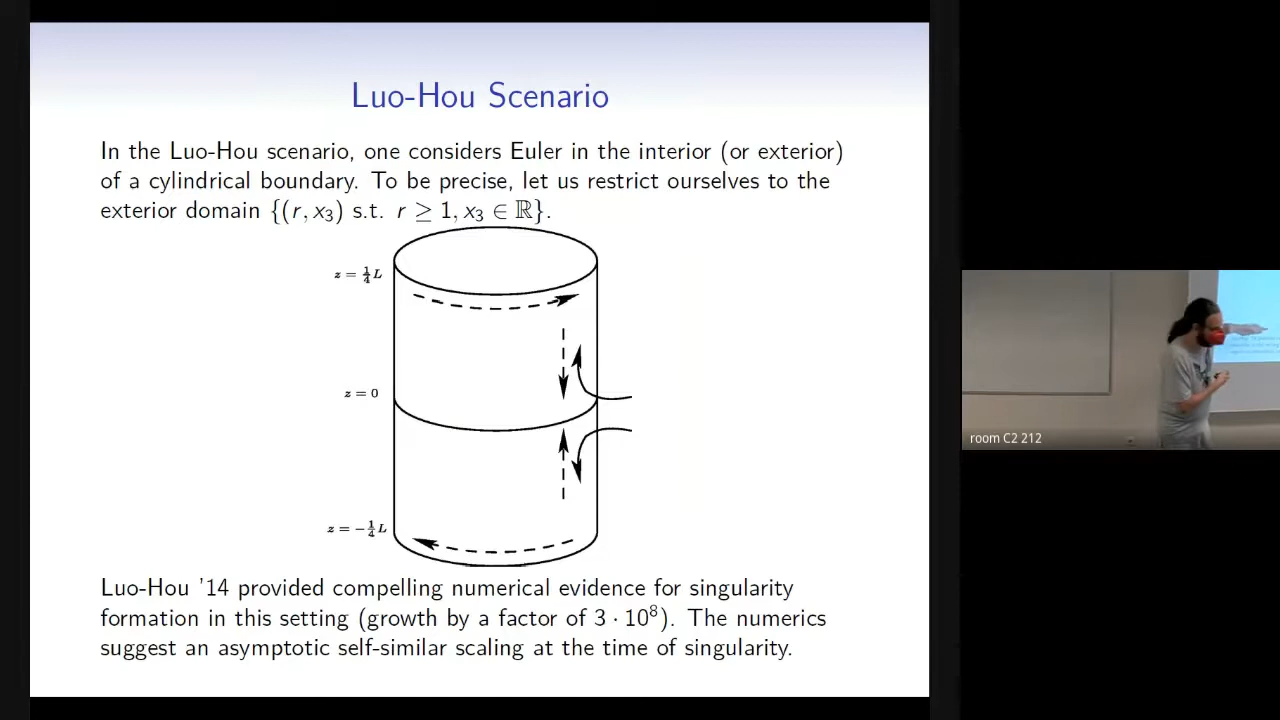 Luo-Hou Scenario
In the Luo-Hou scenario, one considers Euler in the interior (or exterior)
of a cylindrical boundary. To be precise, let us restrict ourselves to the
exterior domain {(r, x₃) s.t. r ≥ 1, x₃ ∈ ℝ}.
z = ¼L
z = 0
z = −¼L
Luo-Hou '14 provided compelling numerical evidence for singularity
formation in this setting (growth by a factor of 3 · 10⁸). The numerics
suggest an asymptotic self-similar scaling at the time of singularity.
room C2 212